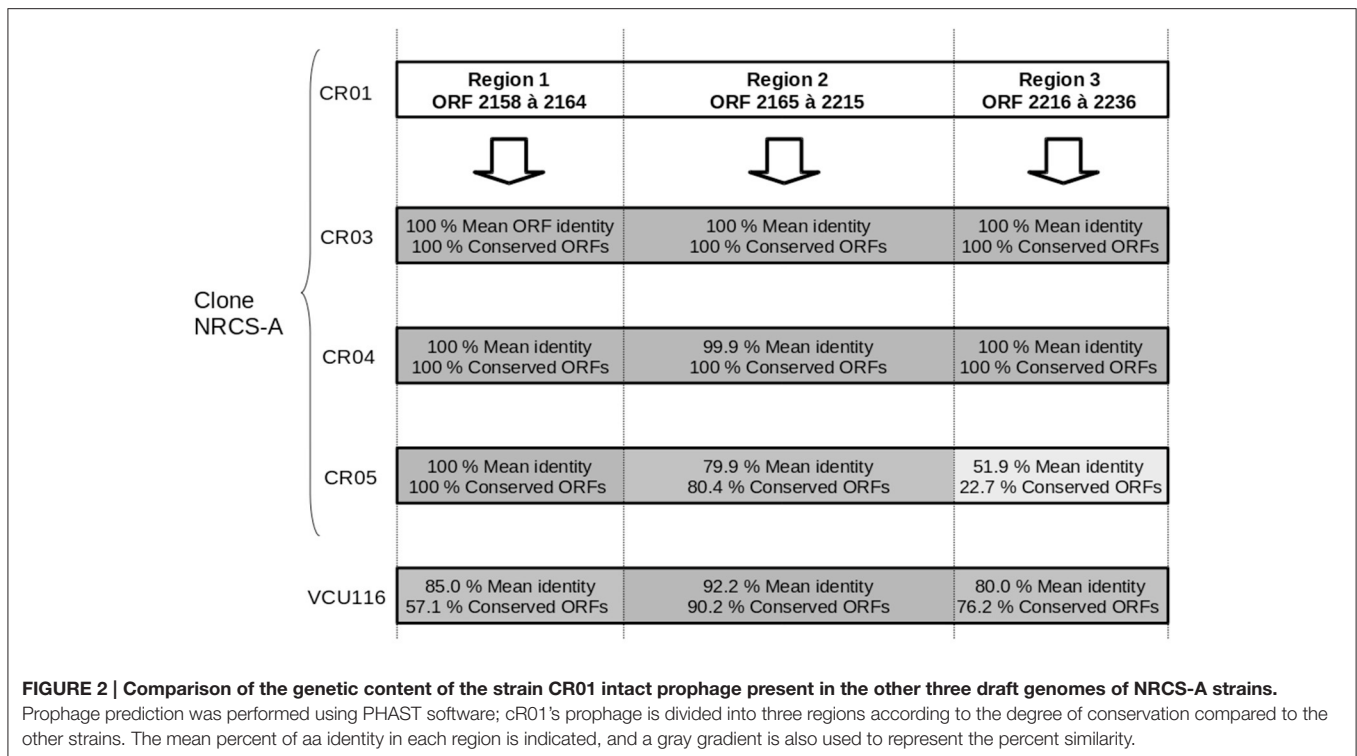 CR01
Region 1
ORF 2158 à 2164
Region 2
ORF 2165 à 2215
Region 3
ORF 2216 à 2236
Clone
NRCS-A
CR03
100 % Mean ORF identity
100 % Conserved ORFs
100 % Mean identity
100 % Conserved ORFs
100 % Mean identity
100 % Conserved ORFs
CR04
100 % Mean identity
100 % Conserved ORFs
99.9 % Mean identity
100 % Conserved ORFs
100 % Mean identity
100 % Conserved ORFs
CR05
100 % Mean identity
100 % Conserved ORFs
79.9 % Mean identity
80.4 % Conserved ORFs
51.9 % Mean identity
22.7 % Conserved ORFs
VCU116
85.0 % Mean identity
57.1 % Conserved ORFs
92.2 % Mean identity
90.2 % Conserved ORFs
80.0 % Mean identity
76.2 % Conserved ORFs
FIGURE 2 | Comparison of the genetic content of the strain CR01 intact prophage present in the other three draft genomes of NRCS-A strains.
Prophage prediction was performed using PHAST software; cR01's prophage is divided into three regions according to the degree of conservation compared to the
other strains. The mean percent of aa identity in each region is indicated, and a gray gradient is also used to represent the percent similarity.